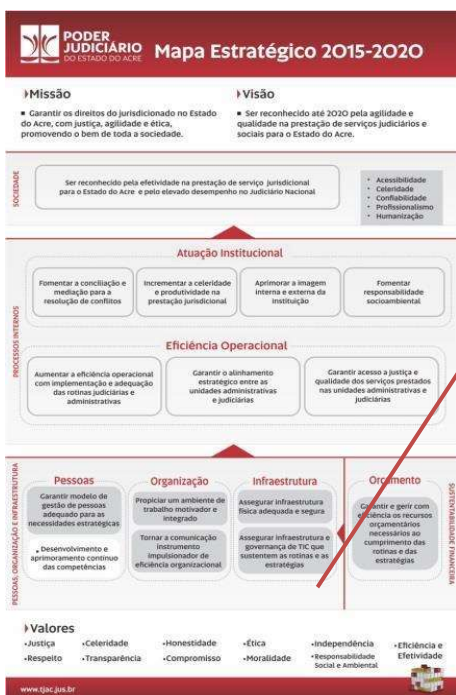 PODER
JUDICIÁRIO
DO ESTADO DO ACRE
Mapa Estratégico 2015-2020
Missão
▪ Garantir os direitos do jurisdicionado no Estado
do Acre, com justiça, agilidade e ética,
promovendo o bem de toda a sociedade.
Visão
▪ Ser reconhecido até 2020 pela agilidade e
qualidade na prestação de serviços judiciários e
sociais para o Estado do Acre.
SOCIEDADE
Ser reconhecido pela efetividade na prestação de serviço jurisdicional
para o Estado do Acre e pelo elevado desempenho no Judiciário Nacional
• Acessibilidade
• Celeridade
• Confiabilidade
• Profissionalismo
• Humanização
PROCESSOS INTERNOS
Atuação Institucional
Fomentar a conciliação e
mediação para a
resolução de conflitos
Incrementar a celeridade
e produtividade na
prestação jurisdicional
Aprimorar a imagem
interna e externa da
Instituição
Fomentar
responsabilidade
socioambiental
Eficiência Operacional
Aumentar a eficiência operacional
com implementação e adequação
das rotinas judiciárias e
administrativas
Garantir o alinhamento
estratégico entre as
unidades administrativas
e judiciárias
Garantir acesso a justiça e
qualidade dos serviços prestados
nas unidades administrativas e
judiciárias
PESSOAS, ORGANIZAÇÃO E INFRAESTRUTURA
Pessoas
Garantir modelo de
gestão de pessoas
adequado para as
necessidades estratégicas
• Desenvolvimento e
aprimoramento contínuo
das competências
Organização
Propiciar um ambiente de
trabalho motivador e
integrado
Tornar a comunicação
instrumento
impulsionador de
eficiência organizacional
Infraestrutura
Assegurar infraestrutura
física adequada e segura
Assegurar infraestrutura e
governança de TIC que
sustentem as rotinas e as
estratégias
Orçamento
Garantir e gerir com
eficiência os recursos
orçamentários
necessários ao
cumprimento das
rotinas e das
estratégias
SUSTENTABILIDADE FINANCEIRA
Valores
•Justiça
•Celeridade
•Honestidade
•Ética
•Independência
•Eficiência e
Efetividade
•Respeito
•Transparência
•Compromisso
•Moralidade
•Responsabilidade
Social e Ambiental
www.tjac.jus.br